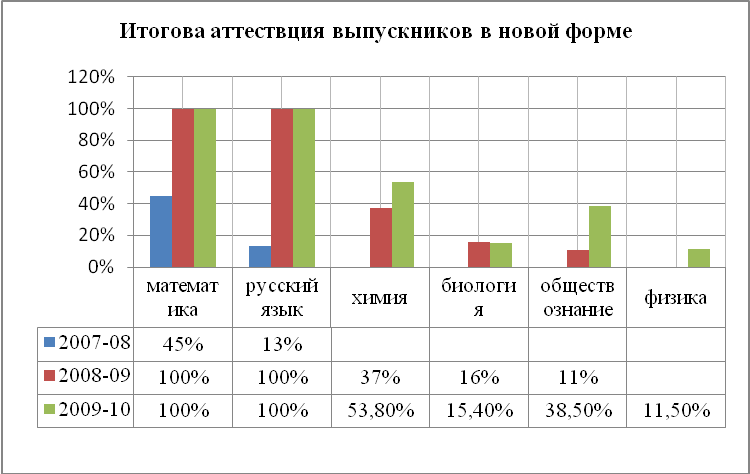 Итогова аттествция выпускников в новой форме
120%
100%
80%
60%
40%
20%
0%
математ
ика
русский
язык
химия
биологи
я
обществ
ознание
физика
2007-08 45% 13%
2008-09 100% 100% 37% 16% 11%
2009-10 100% 100% 53,80% 15,40% 38,50% 11,50%